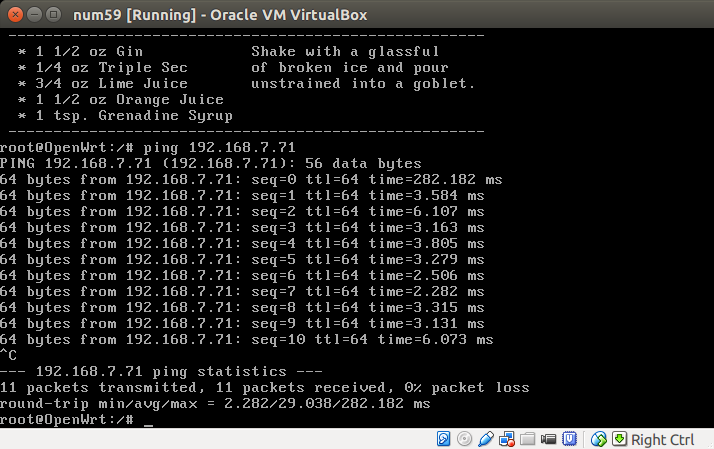 num59 [Running] - Oracle VM VirtualBox
-----------------------------------------------------
* 1 1/2 oz Gin            Shake with a glassful
* 1/4 oz Triple Sec       of broken ice and pour
* 3/4 oz Lime Juice       unstrained into a goblet.
* 1 1/2 oz Orange Juice
* 1 tsp. Grenadine Syrup
-----------------------------------------------------
root@OpenWrt:/# ping 192.168.7.71
PING 192.168.7.71 (192.168.7.71): 56 data bytes
64 bytes from 192.168.7.71: seq=0 ttl=64 time=282.182 ms
64 bytes from 192.168.7.71: seq=1 ttl=64 time=3.584 ms
64 bytes from 192.168.7.71: seq=2 ttl=64 time=6.107 ms
64 bytes from 192.168.7.71: seq=3 ttl=64 time=3.163 ms
64 bytes from 192.168.7.71: seq=4 ttl=64 time=3.805 ms
64 bytes from 192.168.7.71: seq=5 ttl=64 time=3.279 ms
64 bytes from 192.168.7.71: seq=6 ttl=64 time=2.506 ms
64 bytes from 192.168.7.71: seq=7 ttl=64 time=2.282 ms
64 bytes from 192.168.7.71: seq=8 ttl=64 time=3.315 ms
64 bytes from 192.168.7.71: seq=9 ttl=64 time=3.131 ms
64 bytes from 192.168.7.71: seq=10 ttl=64 time=6.073 ms
^C
--- 192.168.7.71 ping statistics ---
11 packets transmitted, 11 packets received, 0% packet loss
round-trip min/avg/max = 2.282/29.038/282.182 ms
root@OpenWrt:/# _
Right Ctrl